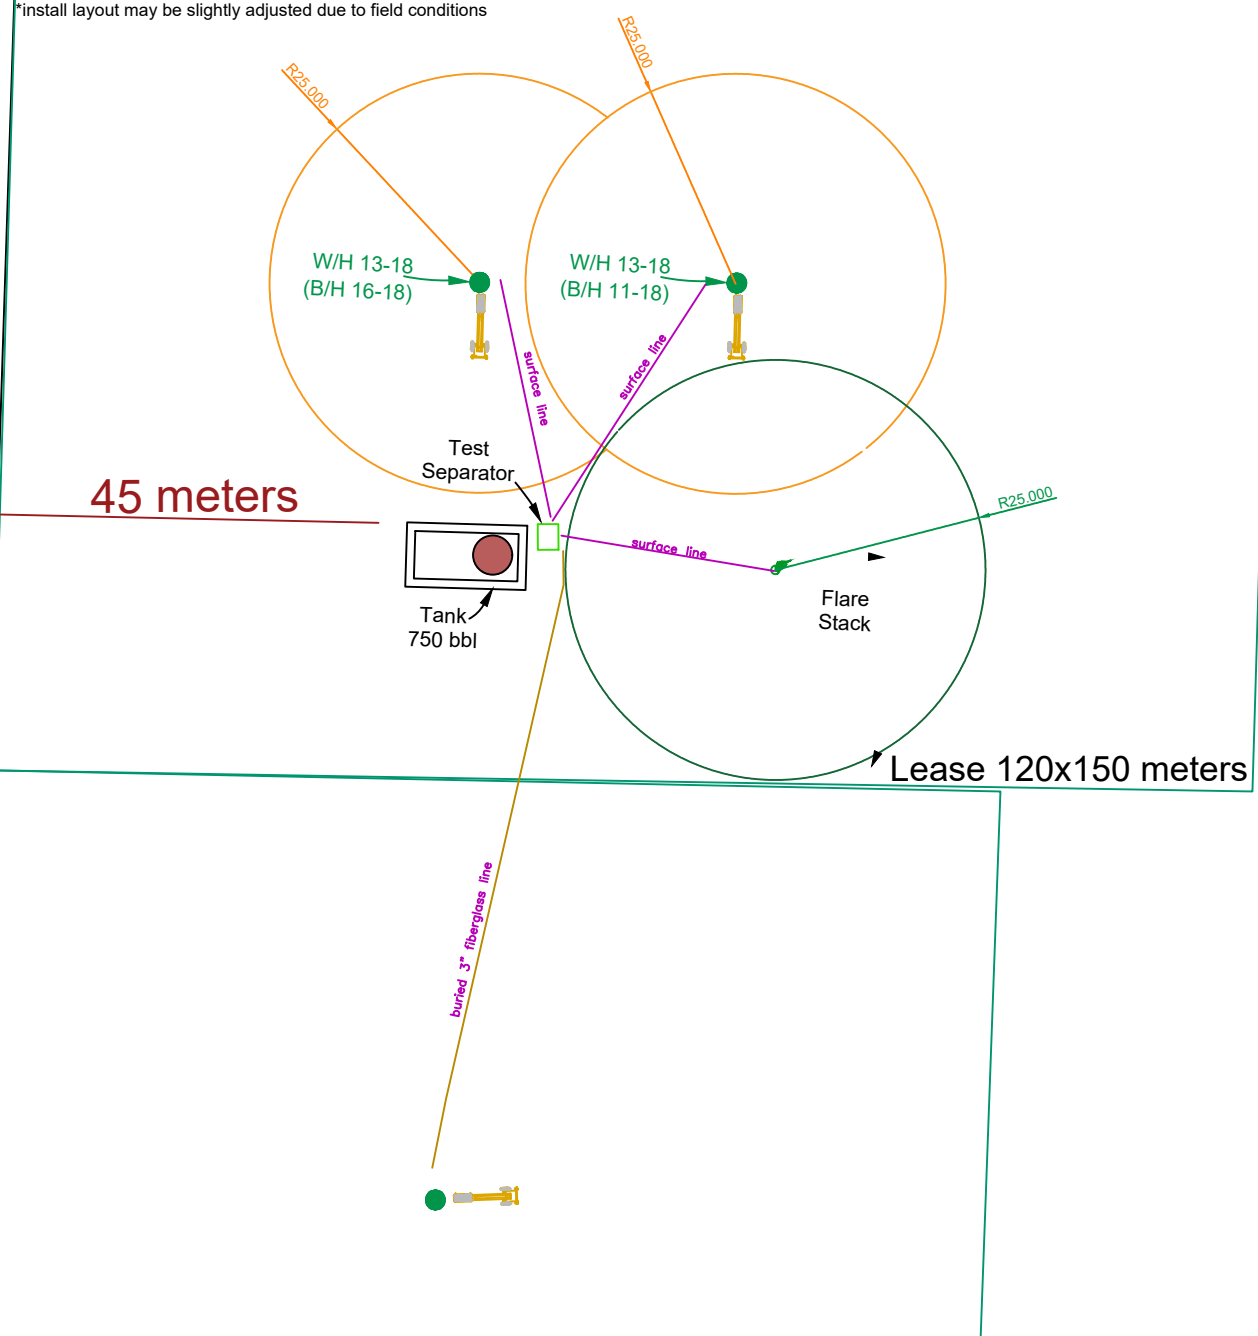 *install layout may be slightly adjusted due to field conditions
R25.000
R25.000
W/H 13-18
(B/H 16-18)
W/H 13-18
(B/H 11-18)
surface line
surface line
Test
Separator
45 meters
R25.000
surface line
Flare
Stack
Tank
750 bbl
Lease 120x150 meters
buried 3" fiberglass line